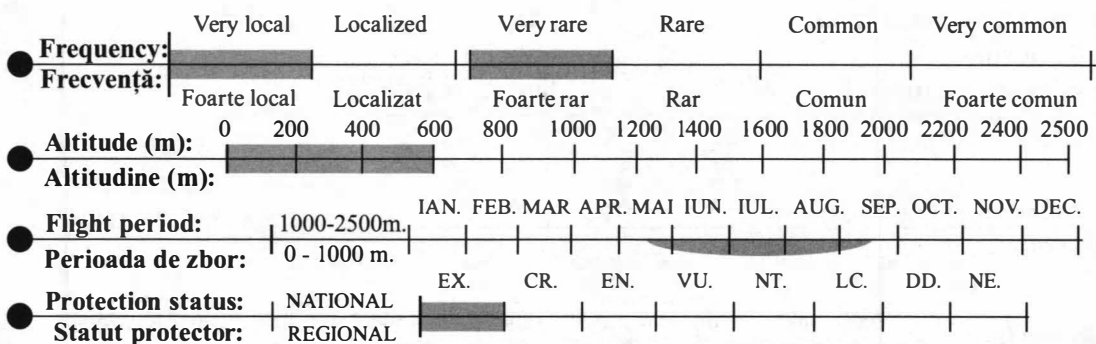 Very local Localized Very rare Rare Common Very common
Frequency:
Frecvență:
Foarte local Localizat Foarte rar Rar Comun Foarte comun
0 200 400 600 800 1000 1200 1400 1600 1800 2000 2200 2400 2500
Altitude (m):
Altitudine (m):
IAN. FEB. MAR APR. MAI IUN. IUL. AUG. SEP. OCT. NOV. DEC.
Flight period: 1000-2500m.
Perioada de zbor: 0 - 1000 m.
EX. CR. EN. VU. NT. LC. DD. NE.
Protection status: NATIONAL
Statut protector: REGIONAL